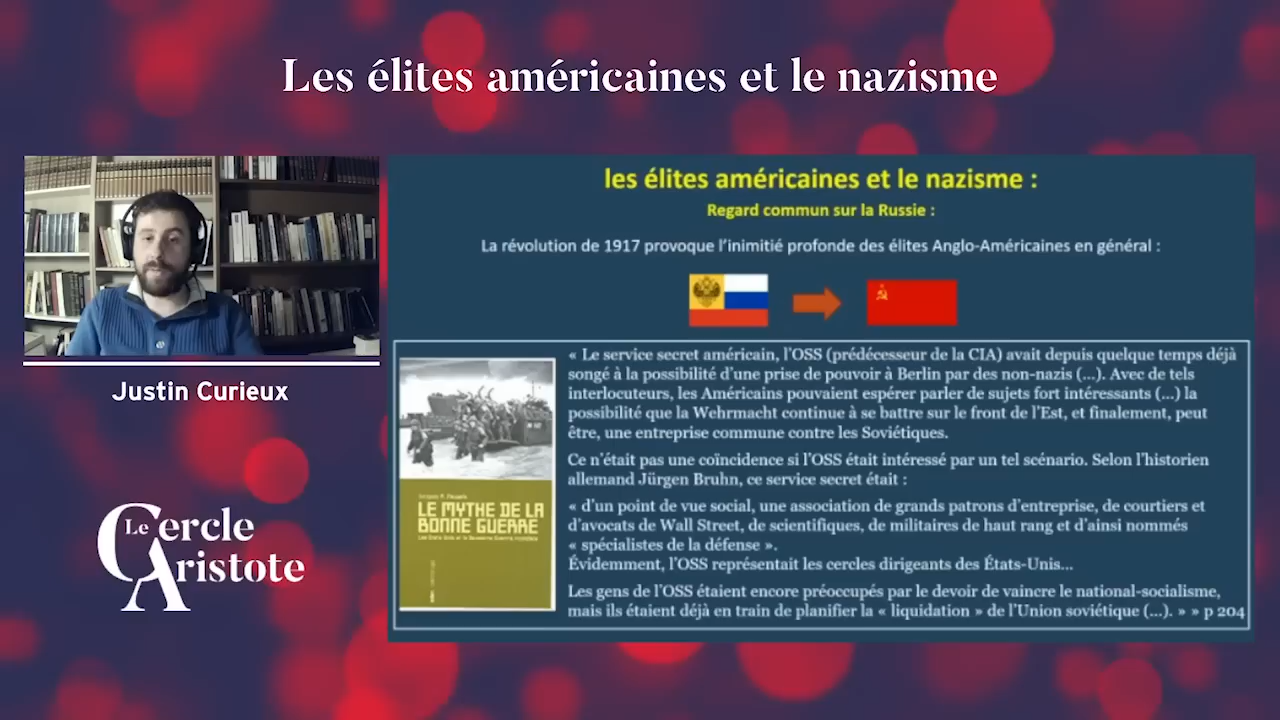 Les élites américaines et le nazisme
Justin Curieux
Le Cercle
Aristote
les élites américaines et le nazisme :
Regard commun sur la Russie :
La révolution de 1917 provoque l'inimitié profonde des élites Anglo-Américaines en général :
« Le service secret américain, l'OSS (prédécesseur de la CIA) avait depuis quelque temps déjà
songé à la possibilité d'une prise de pouvoir à Berlin par des non-nazis (...). Avec de tels
interlocuteurs, les Américains pouvaient espérer parler de sujets fort intéressants (...) la
possibilité que la Wehrmacht continue à se battre sur le front de l'Est, et finalement, peut
être, une entreprise commune contre les Soviétiques.
Ce n'était pas une coïncidence si l'OSS était intéressé par un tel scénario. Selon l'historien
allemand Jürgen Bruhn, ce service secret était :
« d'un point de vue social, une association de grands patrons d'entreprise, de courtiers et
d'avocats de Wall Street, de scientifiques, de militaires de haut rang et d'ainsi nommés
« spécialistes de la défense ».
Évidemment, l'OSS représentait les cercles dirigeants des États-Unis...
Les gens de l'OSS étaient encore préoccupés par le devoir de vaincre le national-socialisme,
mais ils étaient déjà en train de planifier la « liquidation » de l'Union soviétique (...). » » p 204
Jacques R. Pauwels
LE MYTHE DE LA
BONNE GUERRE
Les États-Unis et la Deuxième Guerre mondiale